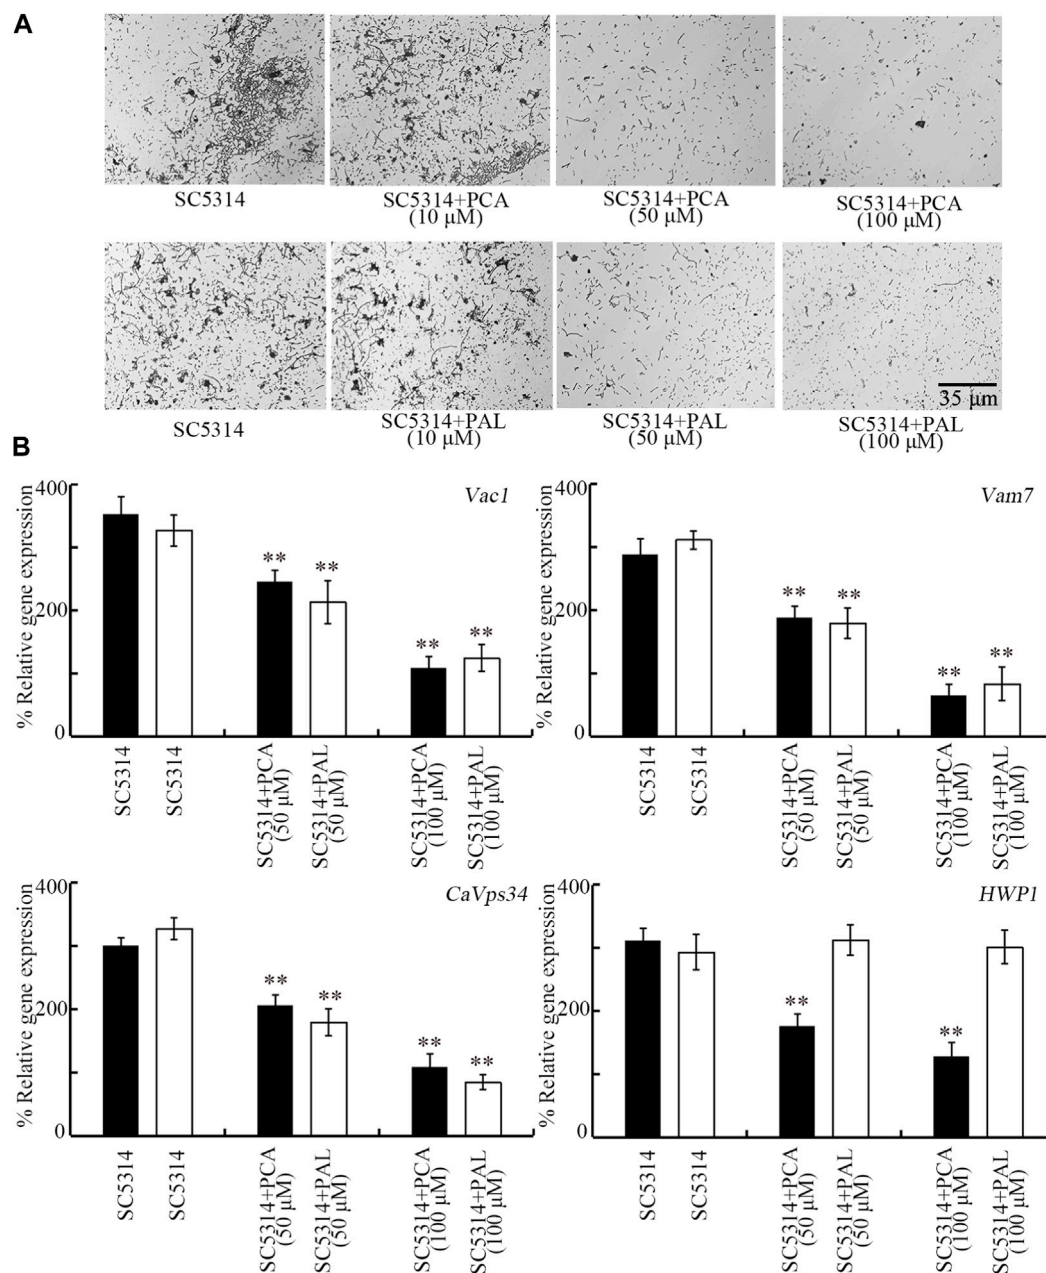 A
SC5314
SC5314+PCA
(10 μM)
SC5314+PCA
(50 μM)
SC5314+PCA
(100 μM)
SC5314
SC5314+PAL
(10 μM)
SC5314+PAL
(50 μM)
35 μm
SC5314+PAL
(100 μM)
B
% Relative gene expression
400
200
0
Vac1
SC5314
SC5314
SC5314+PCA
(50 μM)
SC5314+PAL
(50 μM)
SC5314+PCA
(100 μM)
SC5314+PAL
(100 μM)
** ** ** **
% Relative gene expression
400
200
0
Vam7
SC5314
SC5314
SC5314+PCA
(50 μM)
SC5314+PAL
(50 μM)
SC5314+PCA
(100 μM)
SC5314+PAL
(100 μM)
** ** ** **
% Relative gene expression
400
200
0
CaVps34
SC5314
SC5314
SC5314+PCA
(50 μM)
SC5314+PAL
(50 μM)
SC5314+PCA
(100 μM)
SC5314+PAL
(100 μM)
** ** ** **
% Relative gene expression
400
200
0
HWP1
SC5314
SC5314
SC5314+PCA
(50 μM)
SC5314+PAL
(50 μM)
SC5314+PCA
(100 μM)
SC5314+PAL
(100 μM)
** **